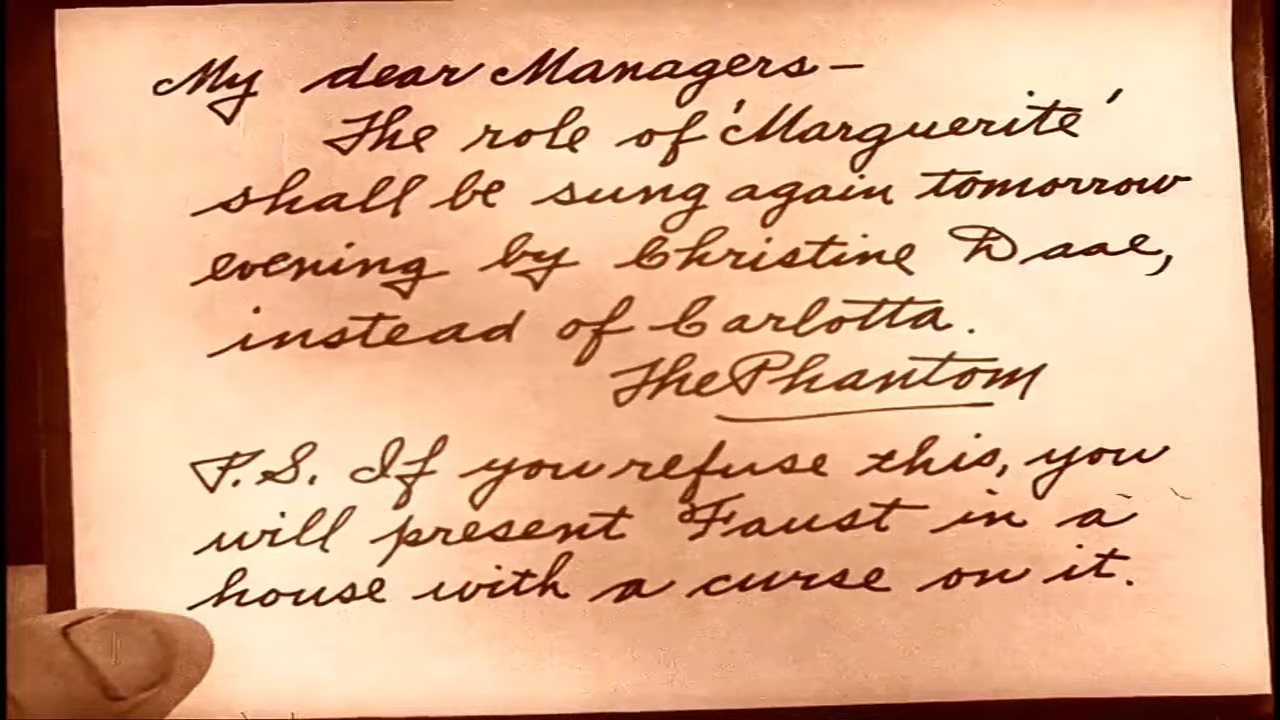 My dear Managers—
The role of 'Marguerite'
shall be sung again tomorrow
evening by Christine Daae,
instead of Carlotta.
The Phantom
P.S. If you refuse this, you
will present Faust in a
house with a curse on it.